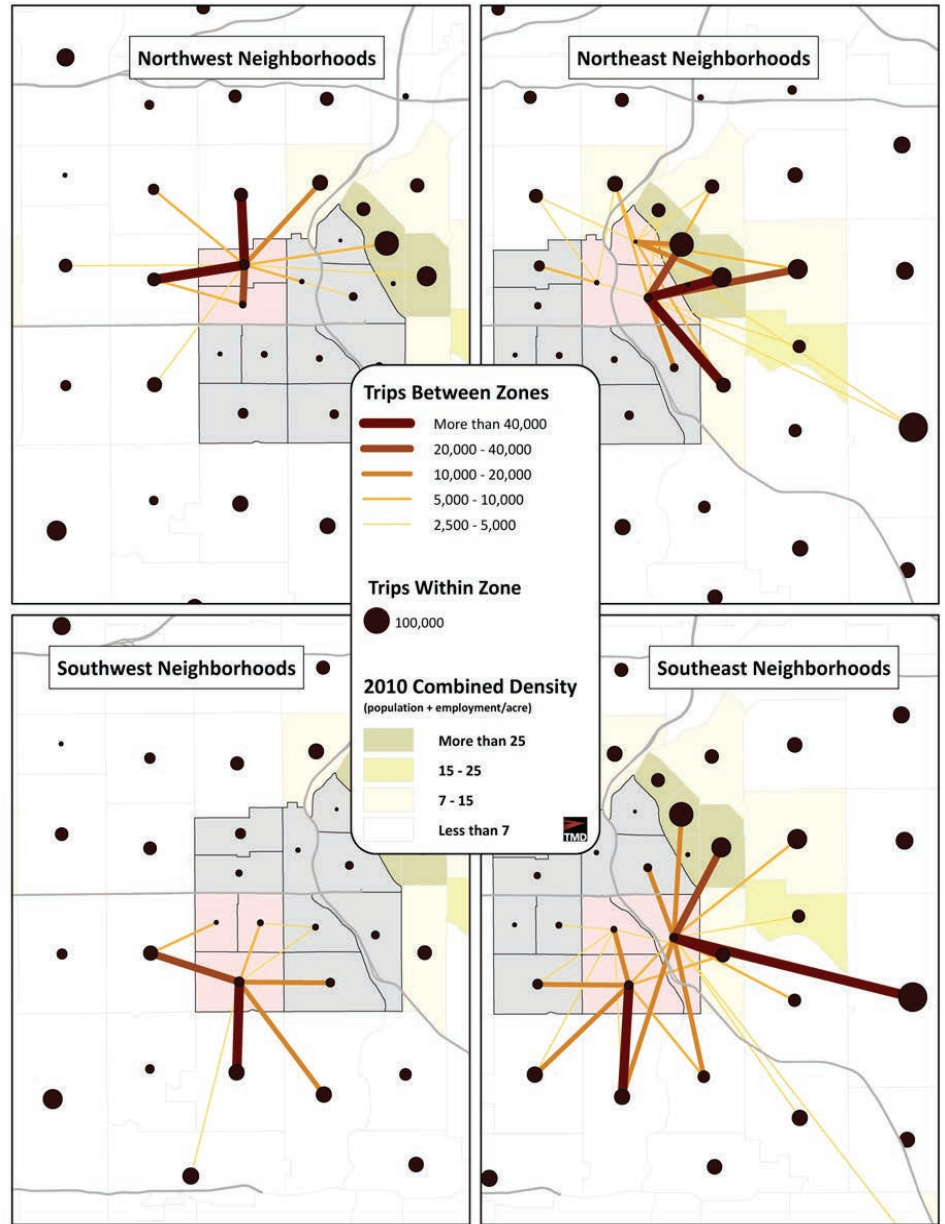 Northwest Neighborhoods
Northeast Neighborhoods
Trips Between Zones
More than 40,000
20,000 - 40,000
10,000 - 20,000
5,000 - 10,000
2,500 - 5,000
Trips Within Zone
100,000
2010 Combined Density
(population + employment/acre)
More than 25
15 - 25
7 - 15
Less than 7
TMD
Southwest Neighborhoods
Southeast Neighborhoods